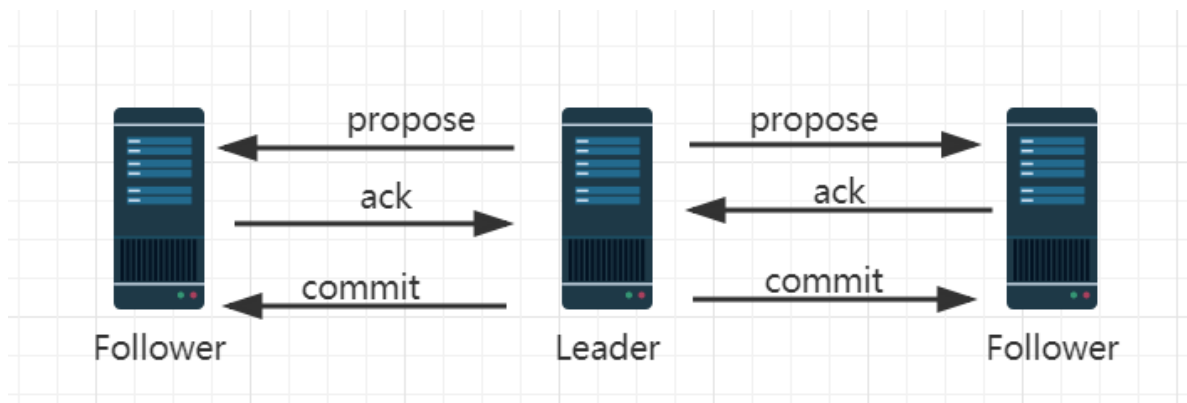 propose
propose
ack
ack
commit
commit
Follower
Leader
Follower